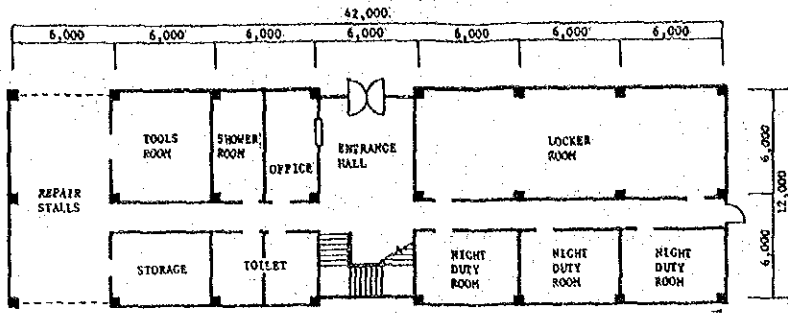 42,000
6,000 6,000 6,000 6,000 6,000 6,000 6,000
TOOLS
ROOM
SHOWER
ROOM
OFFICE
ENTRANCE
HALL
LOCKER
ROOM
REPAIR
STALLS
6,000
12,000
6,000
STORAGE
TOILET
NIGHT
DUTY
ROOM
NIGHT
DUTY
ROOM
NIGHT
DUTY
ROOM